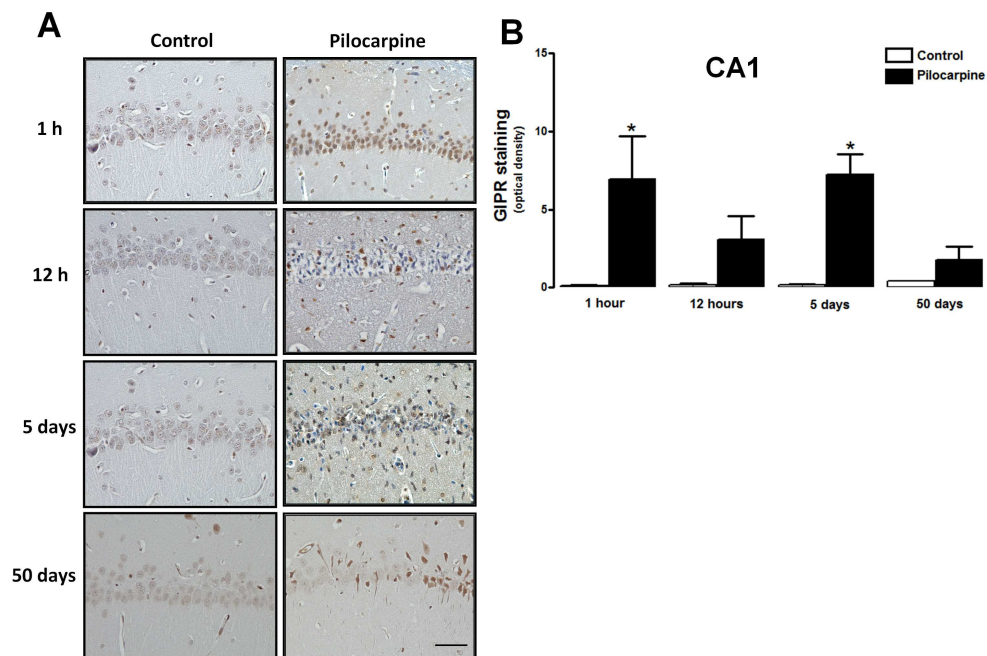 A
Control Pilocarpine
1 h
12 h
5 days
50 days
B
CA1
Control
Pilocarpine
GIPR staining
(optical density)
15
10
5
0
* *
1 hour 12 hours 5 days 50 days